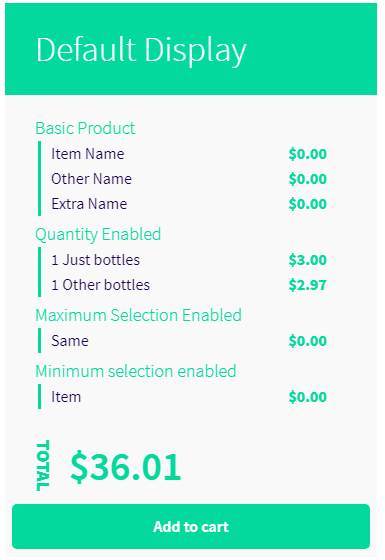 Default Display
Basic Product
Item Name $0.00
Other Name $0.00
Extra Name $0.00
Quantity Enabled
1 Just bottles $3.00
1 Other bottles $2.97
Maximum Selection Enabled
Same $0.00
Minimum selection enabled
Item $0.00
TOTAL $36.01
Add to cart